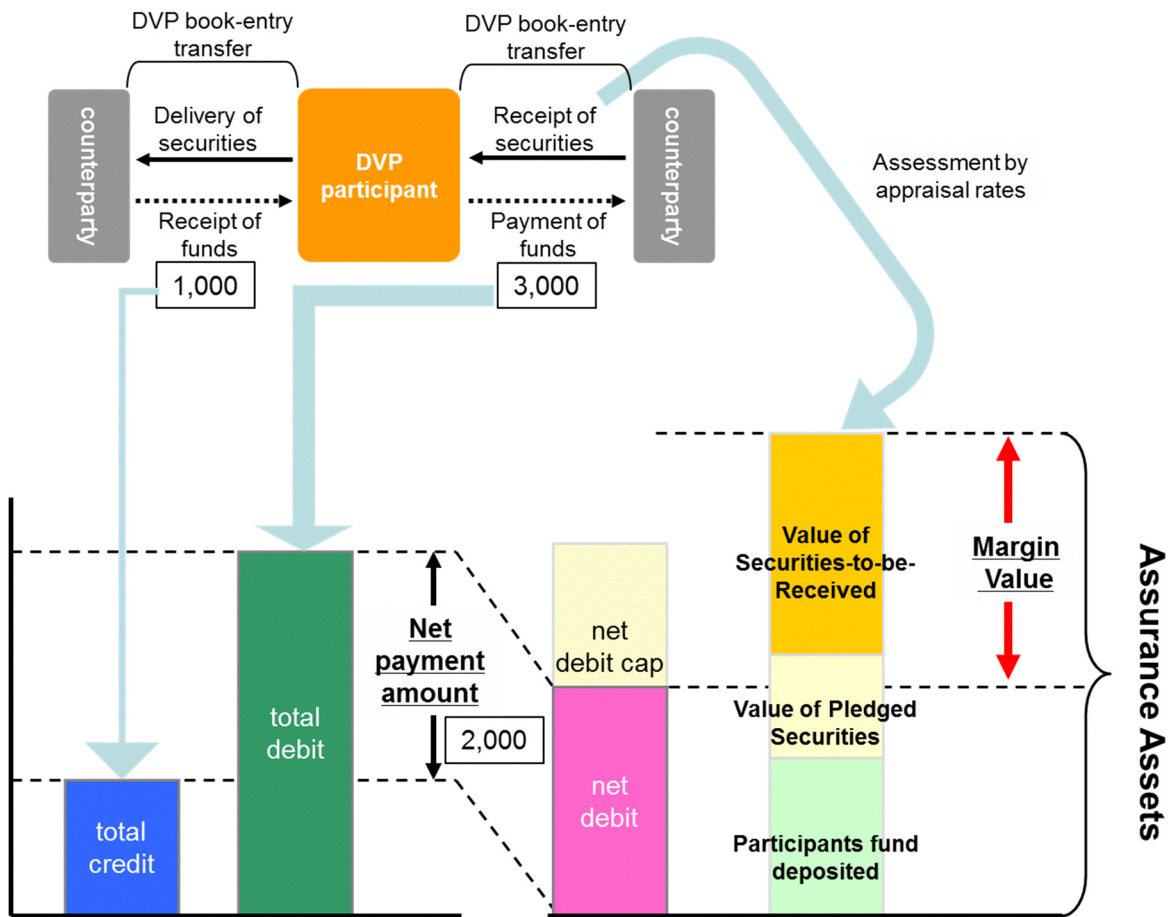 DVP book-entry
transfer
DVP book-entry
transfer
counterparty
Delivery of
securities
DVP
participant
Receipt of
securities
counterparty
Receipt of
funds
1,000
Payment of
funds
3,000
Assessment by
appraisal rates
total
credit
total
debit
Net
payment
amount
2,000
net
debit cap
net
debit
Value of
Securities-to-be-
Received
Value of Pledged
Securities
Participants fund
deposited
Margin
Value
Assurance Assets